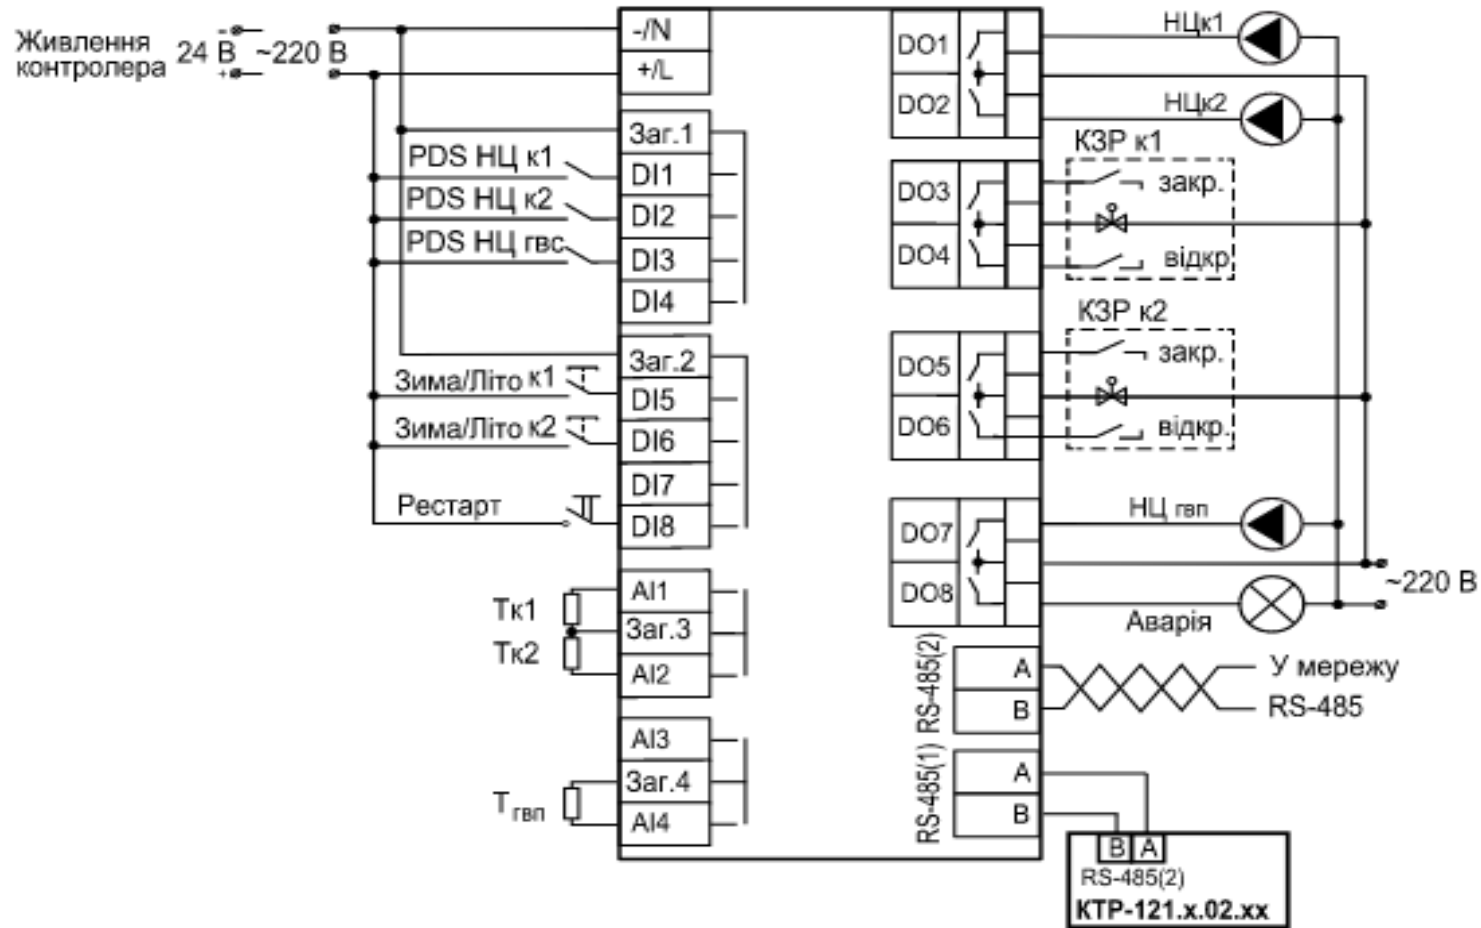 Живлення
контролера
-
24 В
+
~220 В
PDS НЦ к1
PDS НЦ к2
PDS НЦ гвс
Зима/Літо к1
Зима/Літо к2
Рестарт
Тк1
Тк2
Tгвп
-/N
+/L
Заг.1
DI1
DI2
DI3
DI4
Заг.2
DI5
DI6
DI7
DI8
AI1
Заг.3
AI2
AI3
Заг.4
AI4
DO1
DO2
DO3
DO4
DO5
DO6
DO7
DO8
RS-485(2)
A
B
RS-485(1)
A
B
НЦк1
НЦк2
КЗР к1
закр.
відкр.
КЗР к2
закр.
відкр.
НЦ гвп
~220 В
Аварія
У мережу
RS-485
B A
RS-485(2)
КТР-121.х.02.хх